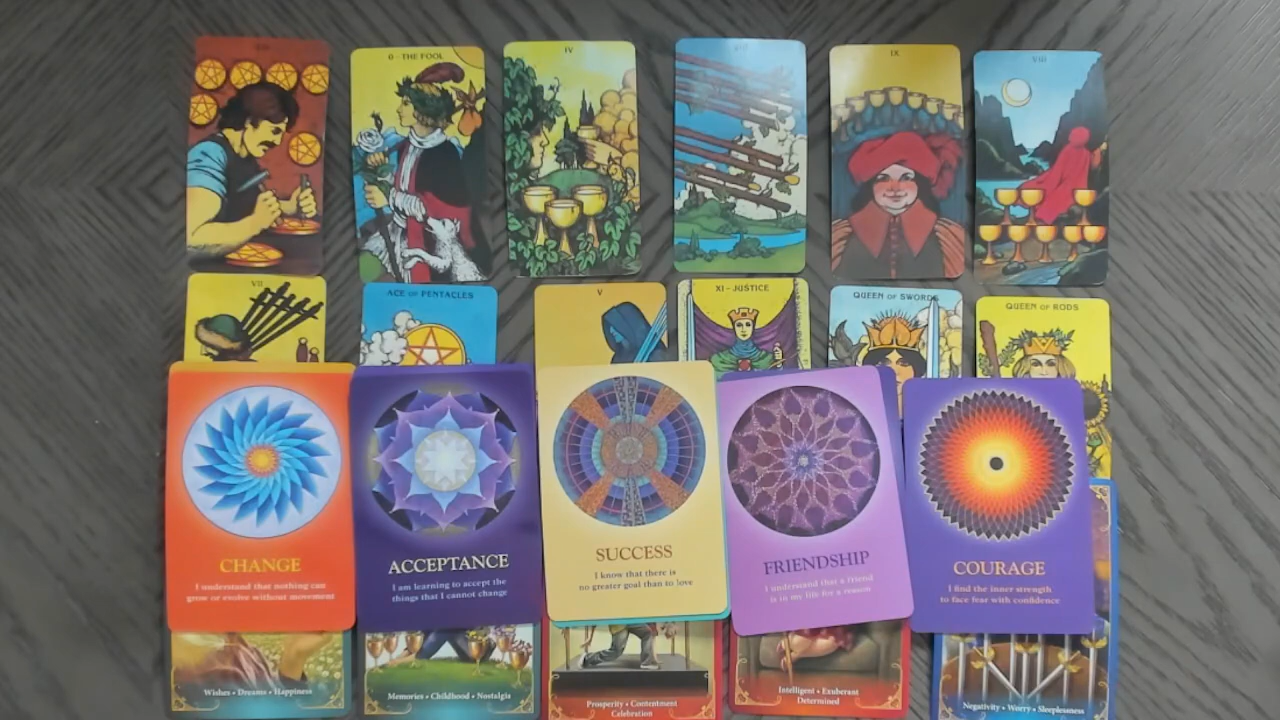 0 - THE FOOL
IV
IX
VIII
VII
ACE OF PENTACLES
V
XI - JUSTICE
QUEEN OF SWORDS
QUEEN OF RODS
CHANGE
I understand that nothing can
grow or evolve without movement
ACCEPTANCE
I am learning to accept the
things that I cannot change
SUCCESS
I know that there is
no greater goal than to love
FRIENDSHIP
I understand that a friend
is in my life for a reason
COURAGE
I find the inner strength
to face fear with confidence
Wishes • Dreams • Happiness
Memories • Childhood • Nostalgia
Prosperity • Contentment
Celebration
Intelligent • Exuberant
Determined
Negativity • Worry • Sleeplessness